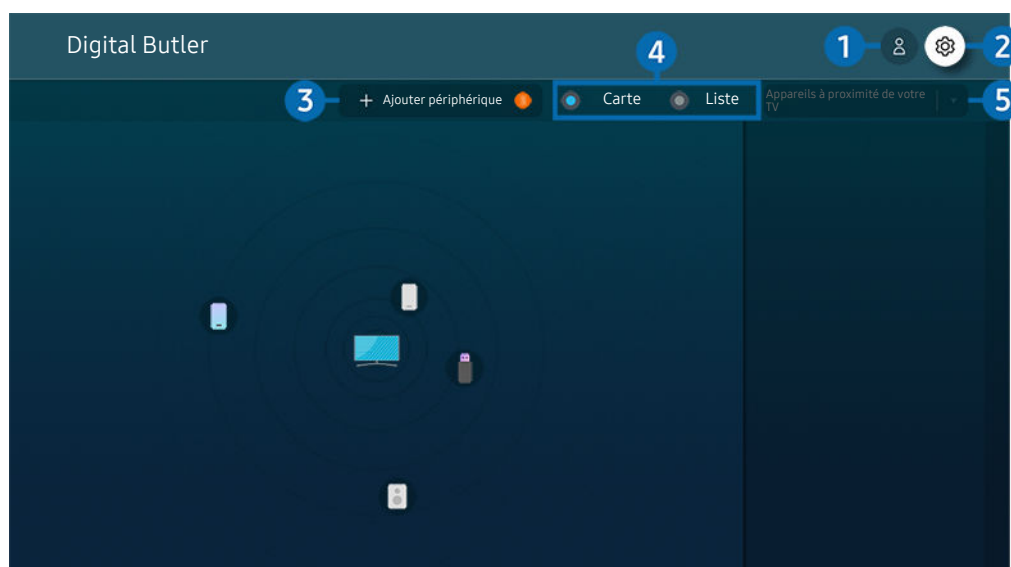 Digital Butler
1
2
3
+ Ajouter périphérique
4
Carte
Liste
Appareils à proximité de votre
TV
5